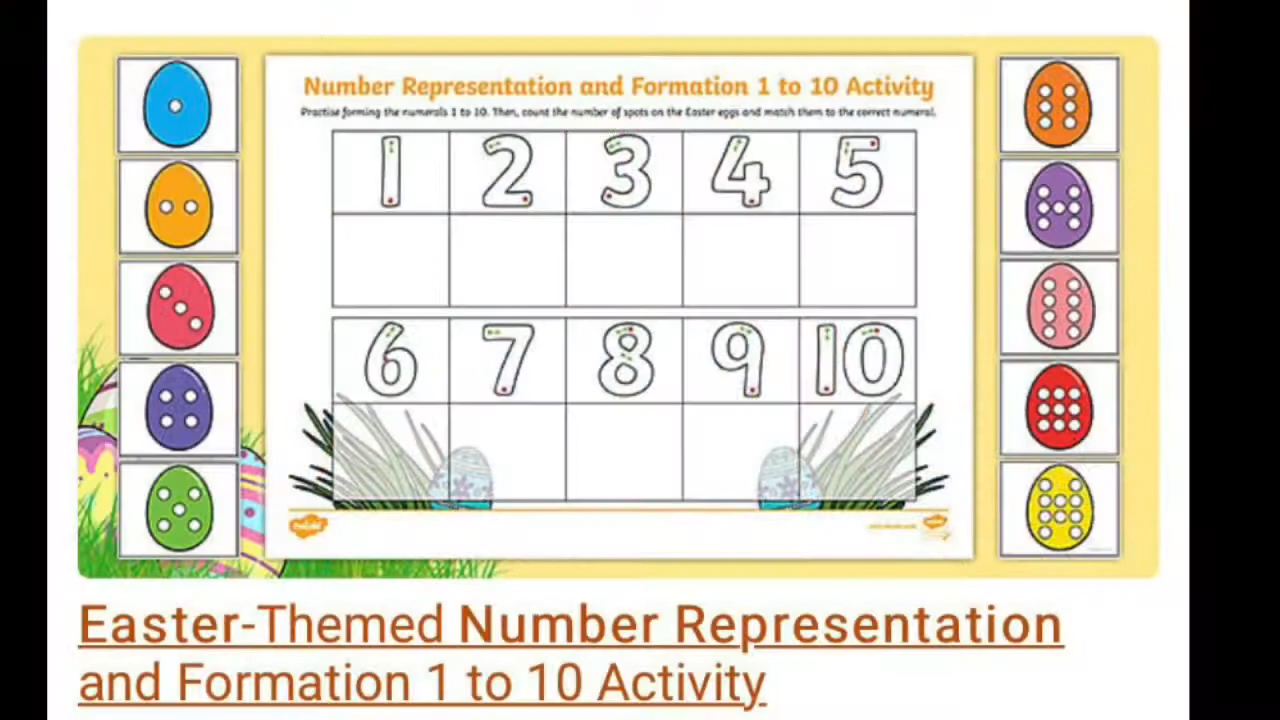 Number Representation and Formation 1 to 10 Activity
Practise forming the numerals 1 to 10. Then, count the number of spots on the Easter eggs and match them to the correct numeral.
1 2 3 4 5
6 7 8 9 10
Easter-Themed Number Representation
and Formation 1 to 10 Activity